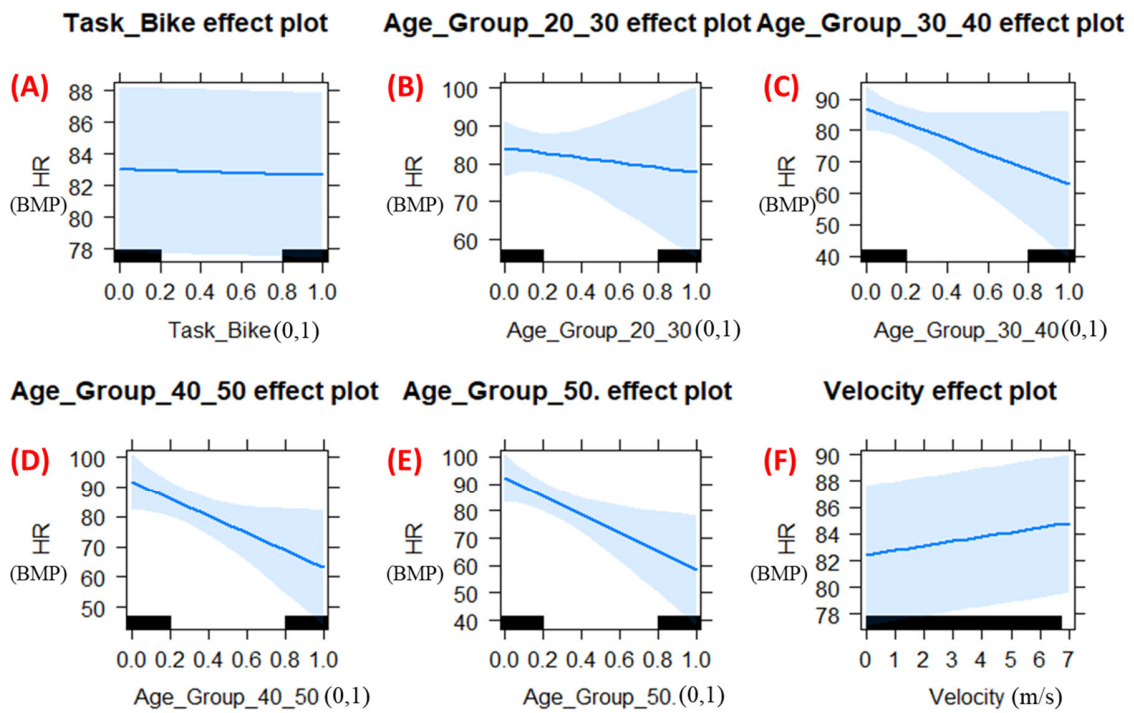 Task_Bike effect plot
(A)
88
86
84
82
80
78
HR
(BMP)
0.0 0.2 0.4 0.6 0.8 1.0
Task_Bike (0,1)
Age_Group_20_30 effect plot
(B)
100
90
80
70
60
HR
(BMP)
0.0 0.2 0.4 0.6 0.8 1.0
Age_Group_20_30 (0,1)
Age_Group_30_40 effect plot
(C)
90
80
70
60
50
40
HR
(BMP)
0.0 0.2 0.4 0.6 0.8 1.0
Age_Group_30_40 (0,1)
Age_Group_40_50 effect plot
(D)
100
90
80
70
60
50
HR
(BMP)
0.0 0.2 0.4 0.6 0.8 1.0
Age_Group_40_50 (0,1)
Age_Group_50. effect plot
(E)
100
90
80
70
60
50
40
HR
(BMP)
0.0 0.2 0.4 0.6 0.8 1.0
Age_Group_50. (0,1)
Velocity effect plot
(F)
90
88
86
84
82
80
78
HR
(BMP)
0 1 2 3 4 5 6 7
Velocity (m/s)